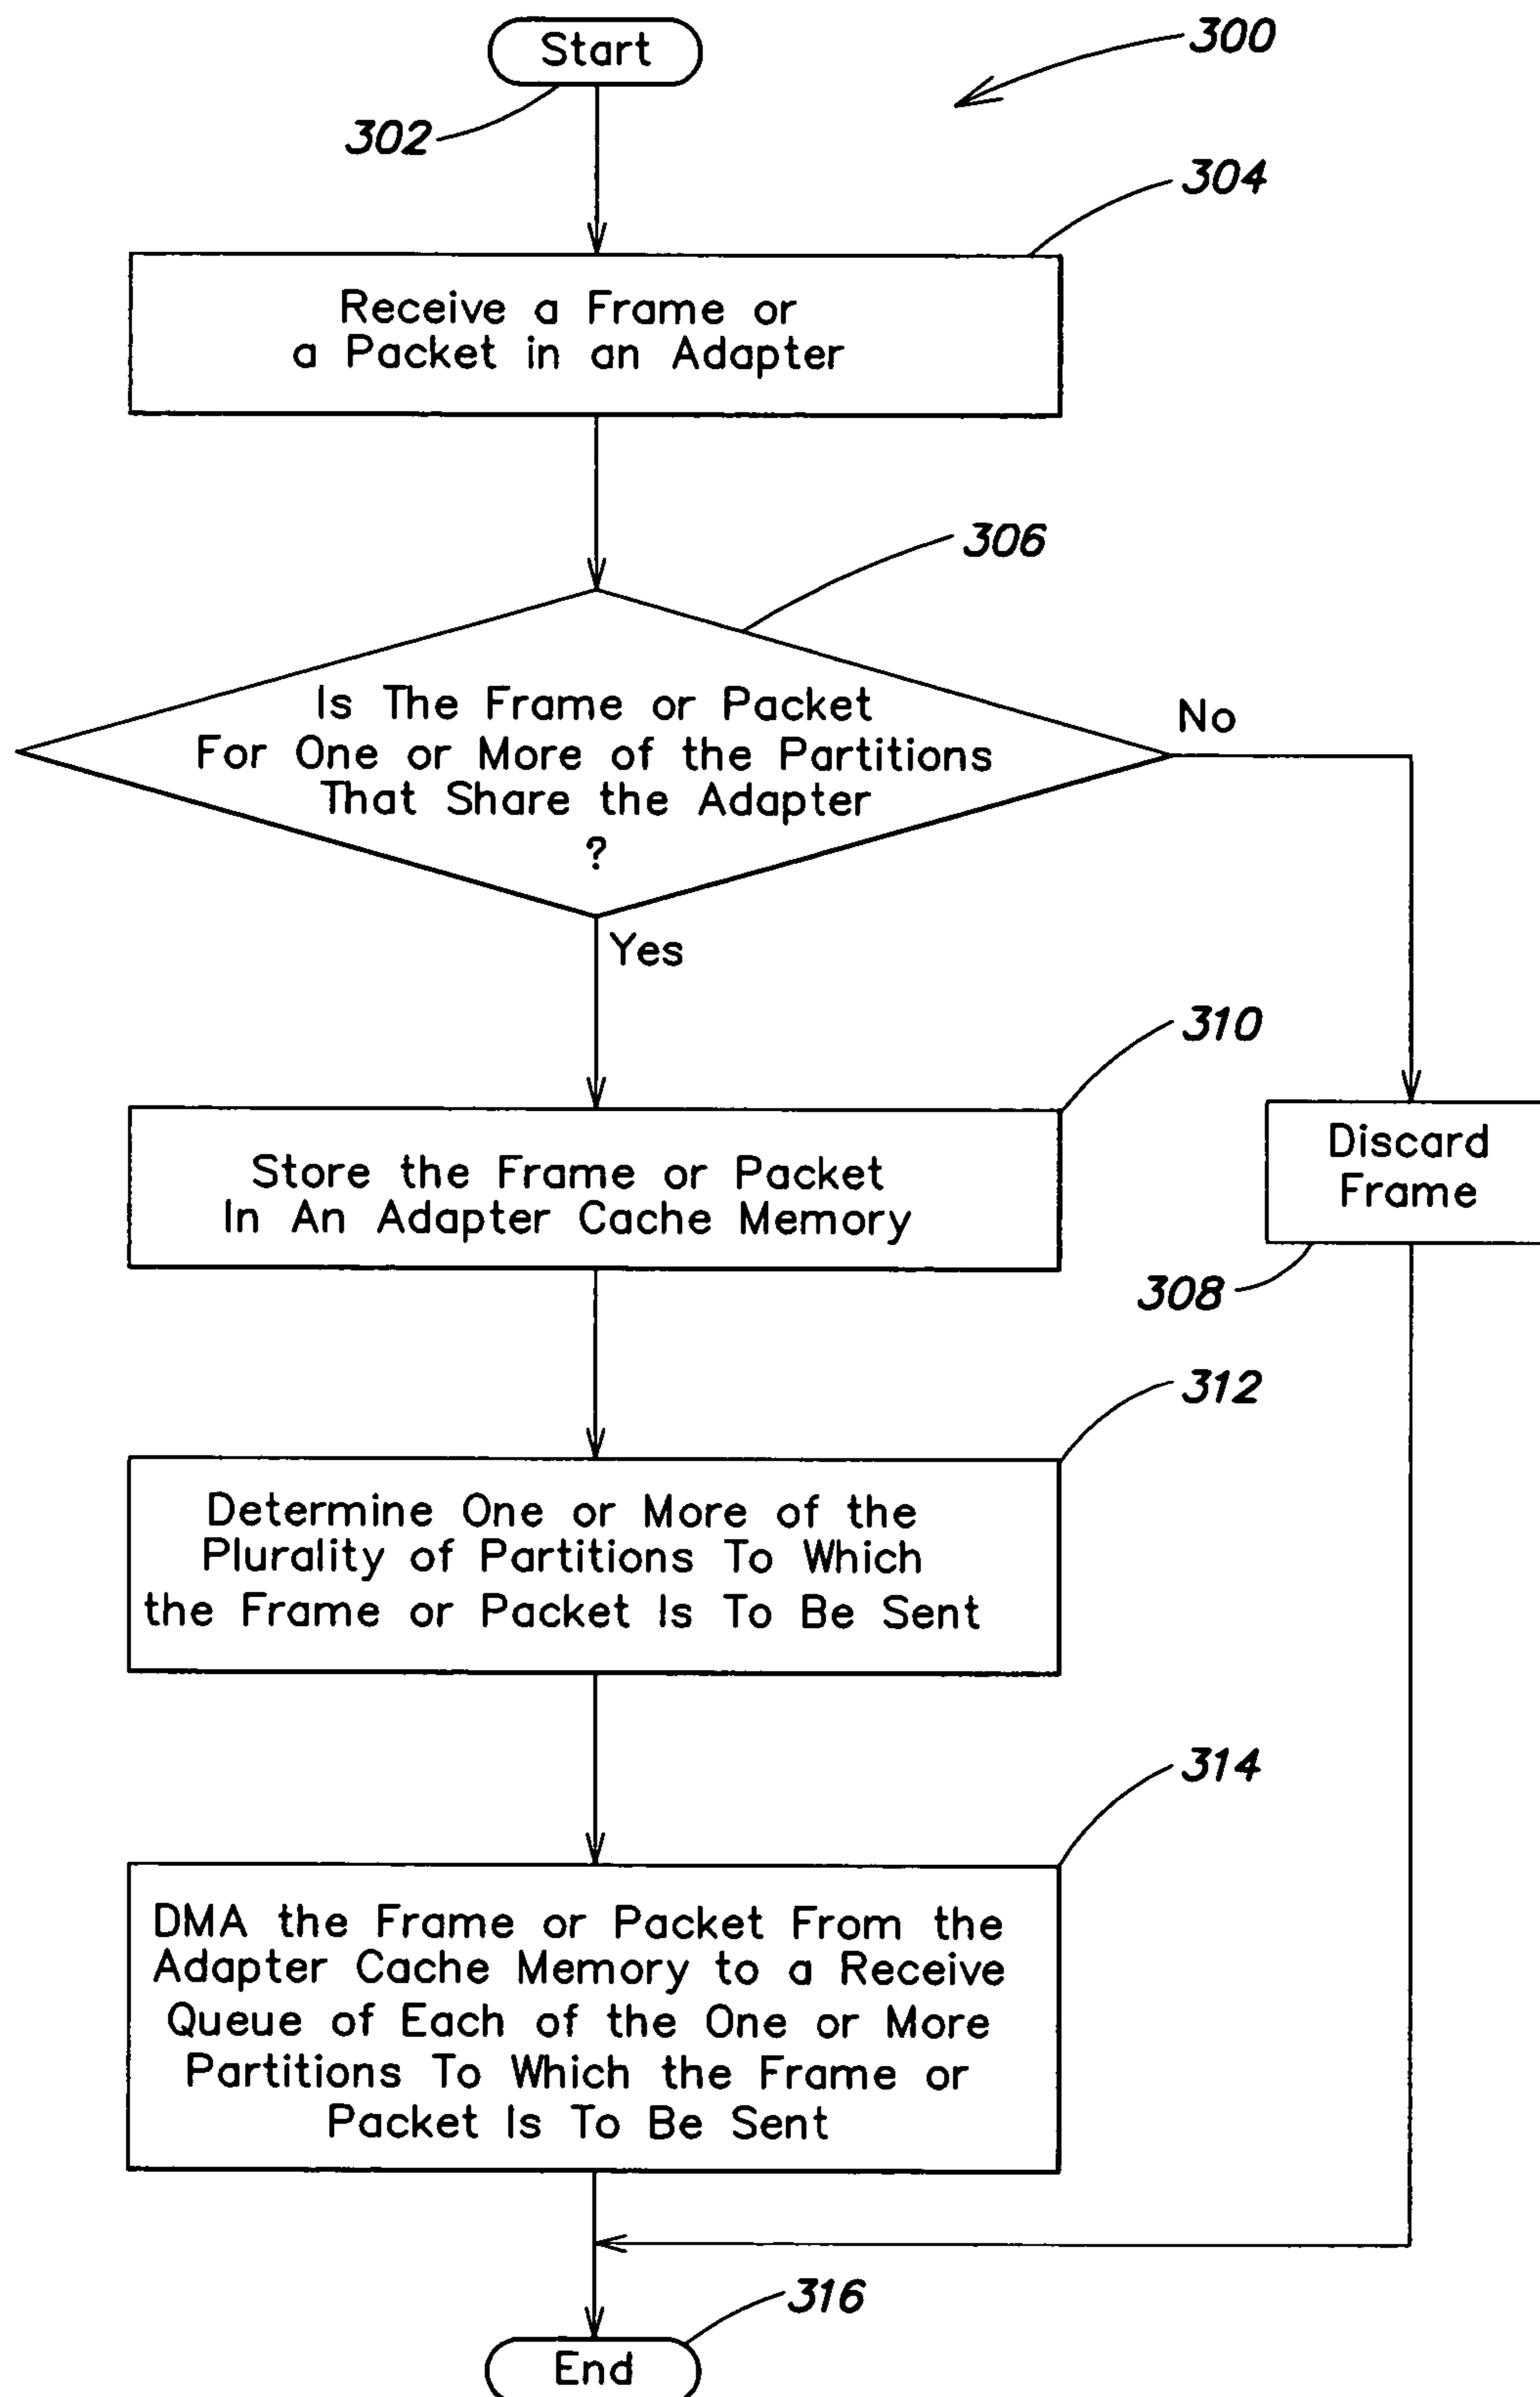 Start
300
302
304
Receive a Frame or
a Packet in an Adapter
306
Is The Frame or Packet
For One or More of the Partitions
That Share the Adapter
?
No
Yes
310
Store the Frame or Packet
In An Adapter Cache Memory
Discard
Frame
308
312
Determine One or More of the
Plurality of Partitions To Which
the Frame or Packet Is To Be Sent
314
DMA the Frame or Packet From the
Adapter Cache Memory to a Receive
Queue of Each of the One or More
Partitions To Which the Frame or
Packet Is To Be Sent
316
End